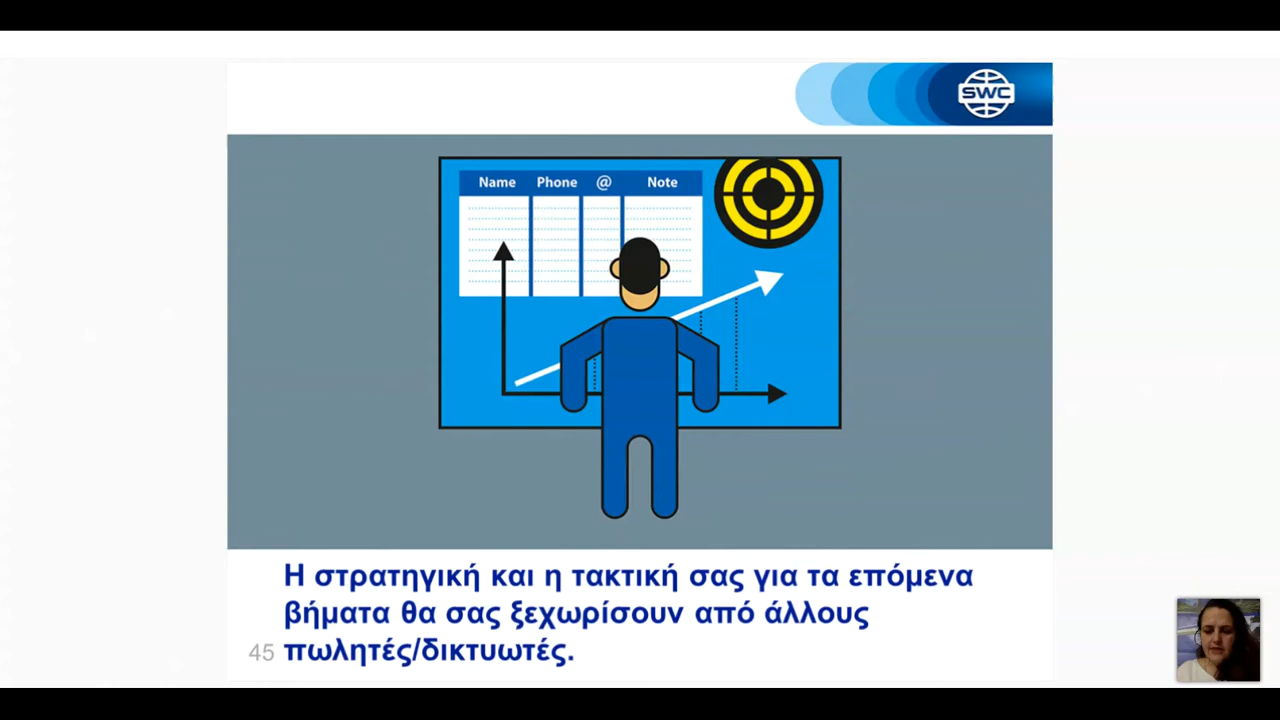 SWC
Name Phone @ Note
Η στρατηγική και η τακτική σας για τα επόμενα
βήματα θα σας ξεχωρίσουν από άλλους
45 πωλητές/δικτυωτές.